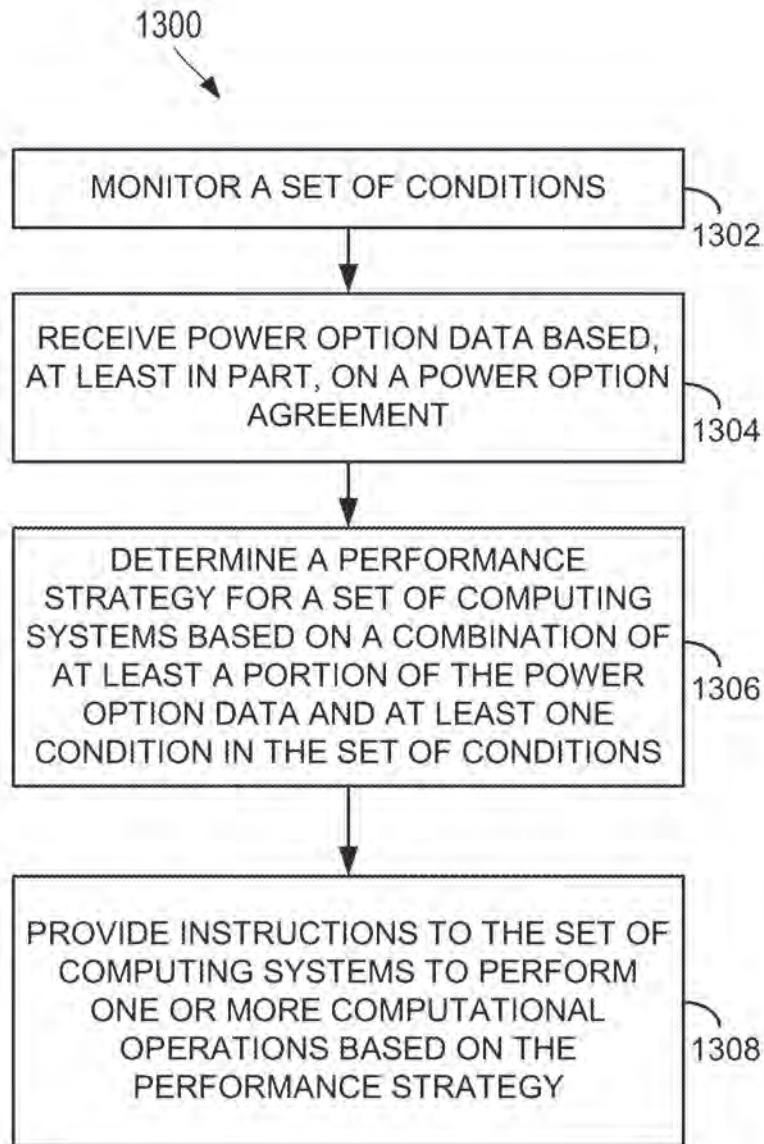 1300
MONITOR A SET OF CONDITIONS
1302
RECEIVE POWER OPTION DATA BASED,
AT LEAST IN PART, ON A POWER OPTION
AGREEMENT
1304
DETERMINE A PERFORMANCE
STRATEGY FOR A SET OF COMPUTING
SYSTEMS BASED ON A COMBINATION OF
AT LEAST A PORTION OF THE POWER
OPTION DATA AND AT LEAST ONE
CONDITION IN THE SET OF CONDITIONS
1306
PROVIDE INSTRUCTIONS TO THE SET OF
COMPUTING SYSTEMS TO PERFORM
ONE OR MORE COMPUTATIONAL
OPERATIONS BASED ON THE
PERFORMANCE STRATEGY
1308